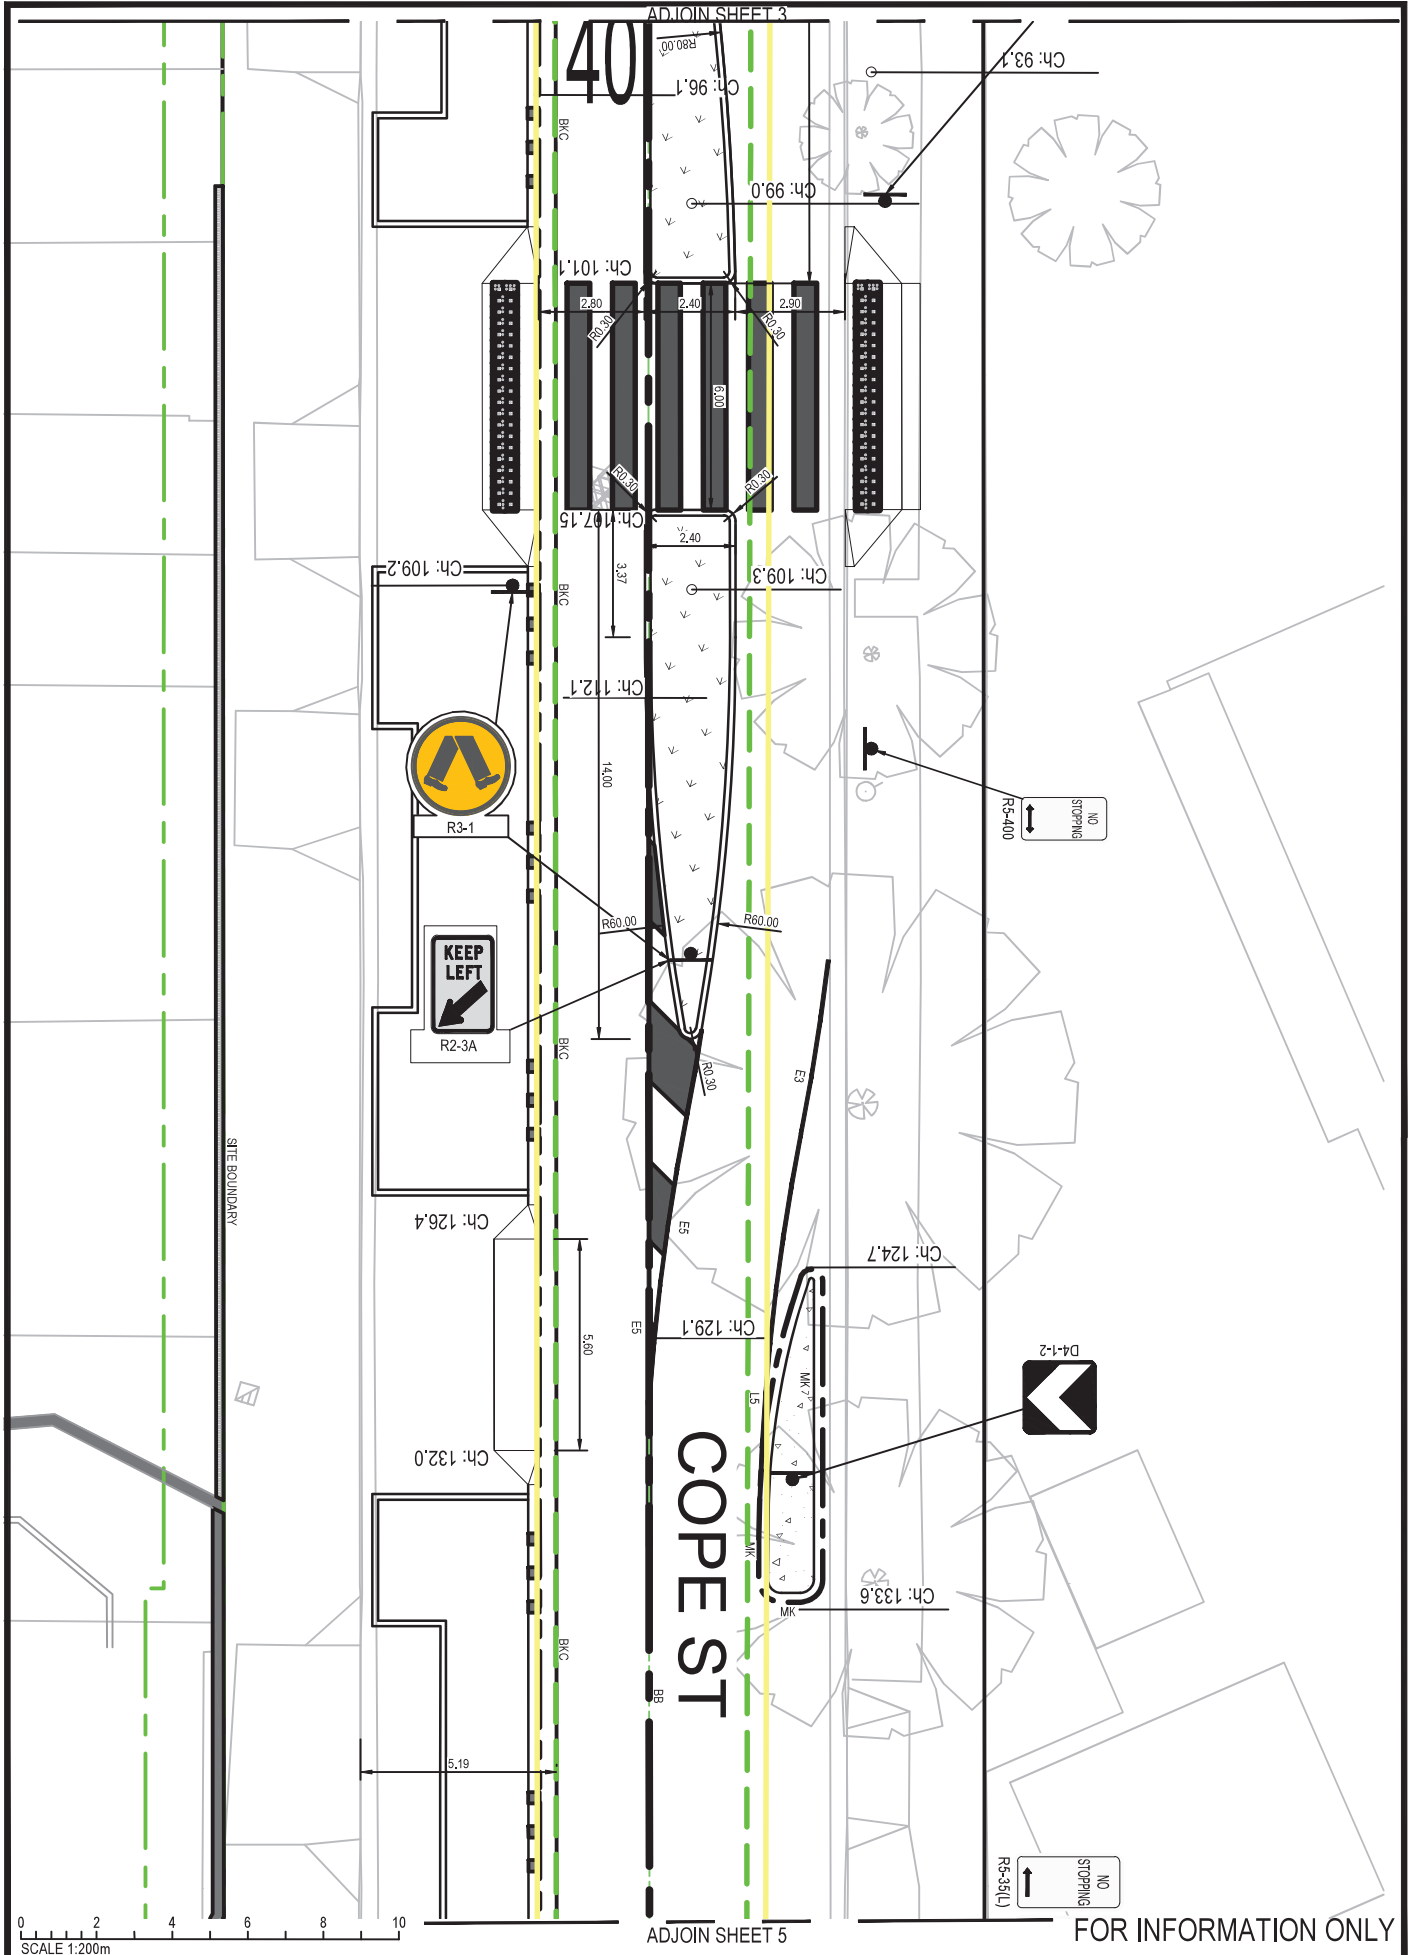 ADJOIN SHEET 3
40
R80.00
Ch: 93.1
Ch: 96.1
BKC
Ch: 99.0
Ch: 101.1
2.80
2.40
2.90
R0.30
R0.30
6.00
R0.30
R0.30
Ch: 107.15
2.40
3.37
Ch: 109.2
Ch: 109.3
BKC
Ch: 112.1
14.00
R3-1
NO
STOPPING
R5-400
R60.00
R60.00
KEEP
LEFT
R2-3A
BKC
R0.30
E3
SITE BOUNDARY
Ch: 126.4
E5
Ch: 124.7
E5
Ch: 129.1
5.60
D4-1-2
MK7
L5
Ch: 132.0
COPE ST
MK
Ch: 133.6
MK
BKC
BB
5.19
NO
STOPPING
R5-35(L)
0 2 4 6 8 10
SCALE 1:200m
ADJOIN SHEET 5
FOR INFORMATION ONLY